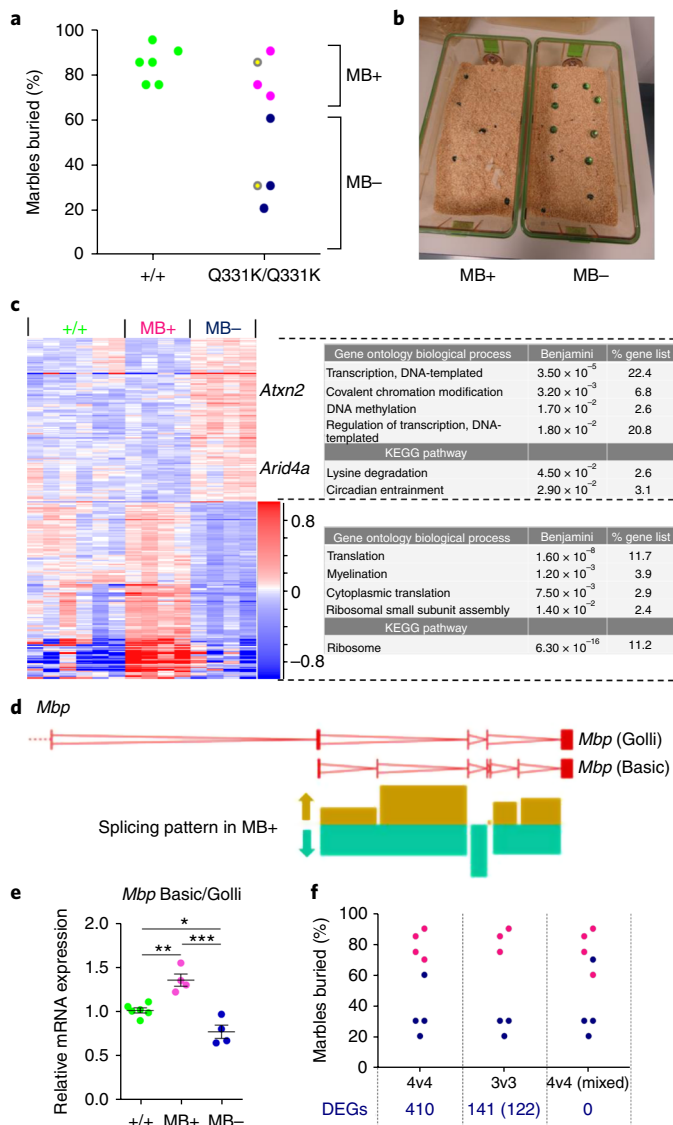 a
Marbles buried (%)
100
80
60
40
20
0
+/+
Q331K/Q331K
MB+
MB–
b
MB+
MB–
c
+/+
MB+
MB–
Atxn2
Arid4a
0.8
0
–0.8
Gene ontology biological process Benjamini % gene list
Transcription, DNA-templated 3.50 × 10⁻⁵ 22.4
Covalent chromation modification 3.20 × 10⁻³ 6.8
DNA methylation 1.70 × 10⁻² 2.6
Regulation of transcription, DNA-
templated 1.80 × 10⁻² 20.8
KEGG pathway
Lysine degradation 4.50 × 10⁻² 2.6
Circadian entrainment 2.90 × 10⁻² 3.1
Gene ontology biological process Benjamini % gene list
Translation 1.60 × 10⁻⁸ 11.7
Myelination 1.20 × 10⁻³ 3.9
Cytoplasmic translation 7.50 × 10⁻³ 2.9
Ribosomal small subunit assembly 1.40 × 10⁻² 2.4
KEGG pathway
Ribosome 6.30 × 10⁻¹⁶ 11.2
d
Mbp
Mbp (Golli)
Mbp (Basic)
Splicing pattern in MB+
e
Mbp Basic/Golli
Relative mRNA expression
2.0
1.5
1.0
0.5
0.0
*
**
***
+/+
MB+
MB–
f
Marbles buried (%)
100
80
60
40
20
0
4v4
3v3
4v4 (mixed)
DEGs 410 141 (122) 0